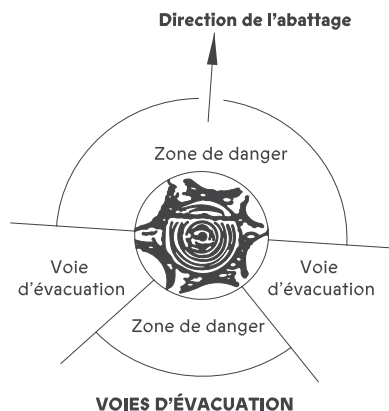 Direction de l'abattage
Zone de danger
Voie
d'évacuation
Voie
d'évacuation
Zone de danger
VOIES D'ÉVACUATION